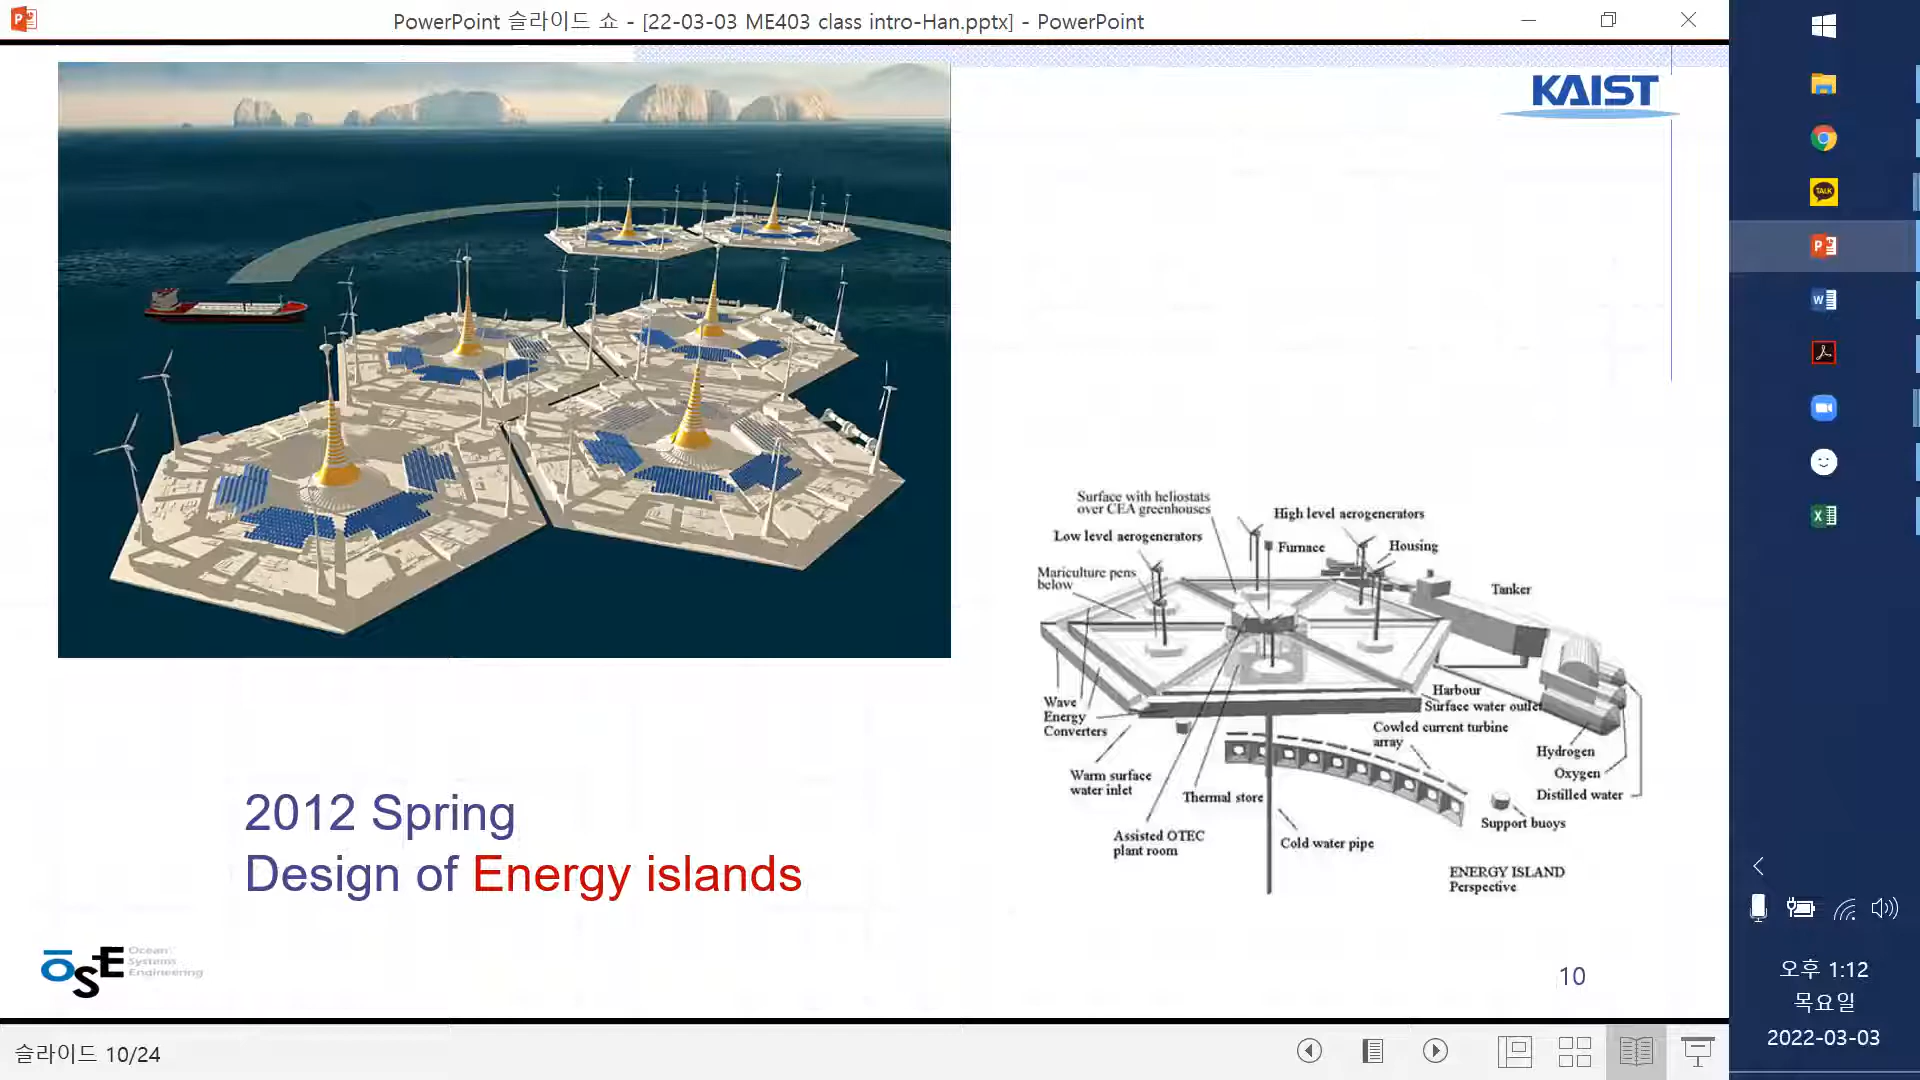 PowerPoint 슬라이드 쇼 - [22-03-03 ME403 class intro-Han.pptx] - PowerPoint
KAIST
Surface with heliostats
over CEA greenhouses
High level aerogenerators
Low level aerogenerators
Furnace
Housing
Mariculture pens
below
Tanker
Wave
Energy
Converters
Harbour
Surface water outlet
Cowled current turbine
array
Hydrogen
Oxygen
Distilled water
Warm surface
water inlet
Thermal store
Support buoys
Assisted OTEC
plant room
Cold water pipe
ENERGY ISLAND
Perspective
2012 Spring
Design of Energy islands
OSE
Ocean
Systems
Engineering
10
슬라이드 10/24
TALK
오후 1:12
목요일
2022-03-03